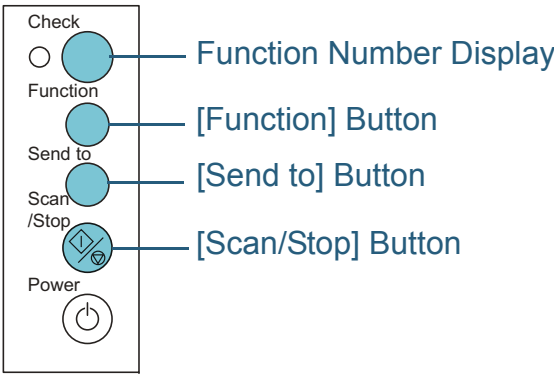 Check
Function Number Display
Function
[Function] Button
Send to
[Send to] Button
Scan
/Stop
[Scan/Stop] Button
Power